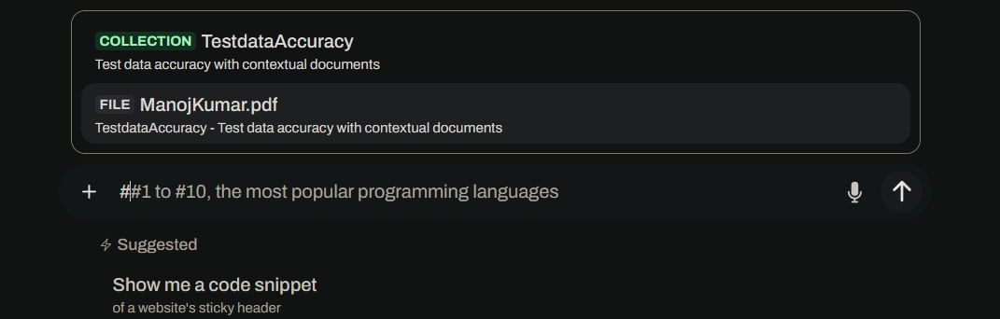 COLLECTION TestdataAccuracy
Test data accuracy with contextual documents
FILE ManojKumar.pdf
TestdataAccuracy - Test data accuracy with contextual documents
##1 to #10, the most popular programming languages
Suggested
Show me a code snippet
of a website's sticky header